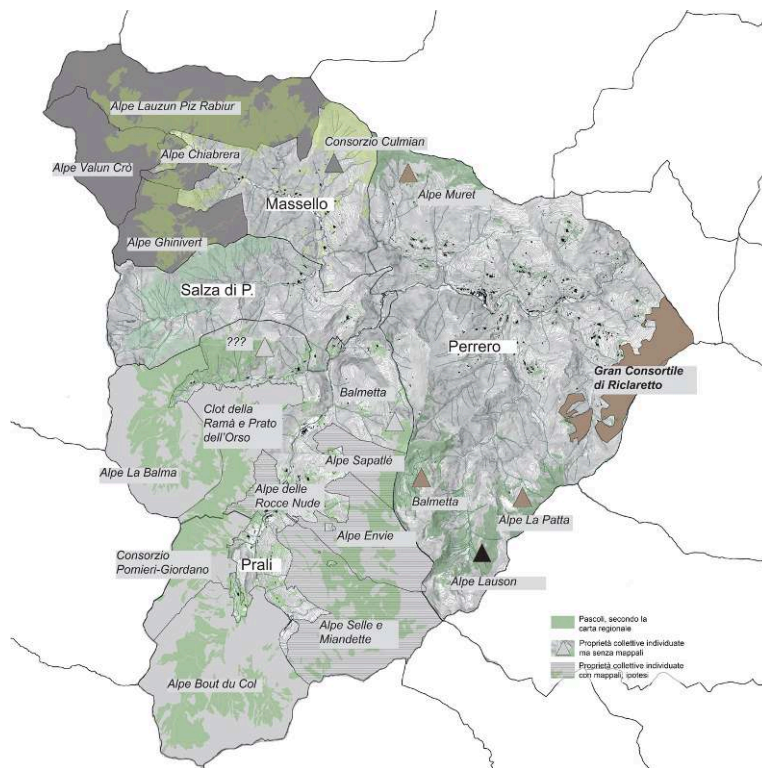 Alpe Lauzun Piz Rabiur
Consorzio Culmian
Alpe Chiabrera
Alpe Valun Crò
Alpe Muret
Massello
Alpe Ghinivert
Salza di P.
Perrero
???
Gran Consortile
di Riclaretto
Balmetta
Clot della
Ramà e Prato
dell'Orso
Alpe Sapatlé
Alpe La Balma
Alpe delle
Rocce Nude
Balmetta
Alpe La Patta
Alpe Envie
Consorzio
Pomieri-Giordano
Prali
Alpe Lauson
Alpe Selle e
Miandette
Alpe Bout du Col
Pascoli, secondo la
carta regionale
Proprietà collettive individuate
ma senza mappali
Proprietà collettive individuate
con mappali, ipotesi